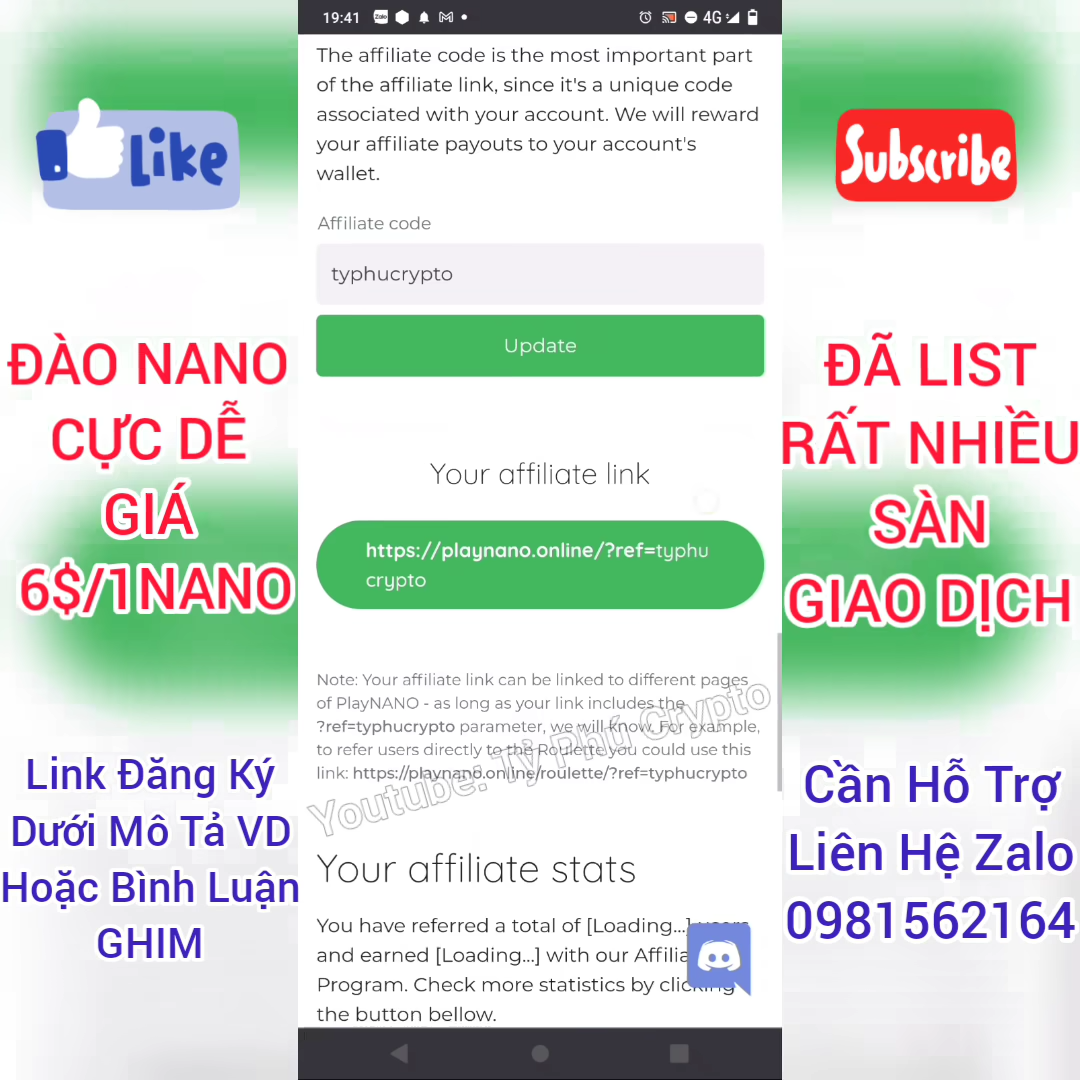 19:41
Zalo
4G
The affiliate code is the most important part
of the affiliate link, since it's a unique code
associated with your account. We will reward
your affiliate payouts to your account's
wallet.
Affiliate code
typhucrypto
Update
Your affiliate link
https://playnano.online/?ref=typhu
crypto
Note: Your affiliate link can be linked to different pages
of PlayNANO - as long as your link includes the
?ref=typhucrypto parameter, we will know. For example,
to refer users directly to the Roulette you could use this
link: https://playnano.online/roulette/?ref=typhucrypto
Youtube: Tỷ Phú Crypto
Your affiliate stats
You have referred a total of [Loading...] users
and earned [Loading...] with our Affilia
Program. Check more statistics by clicking
the button bellow.
Like
ĐÀO NANO
CỰC DỄ
GIÁ
6$/1NANO
Link Đăng Ký
Dưới Mô Tả VD
Hoặc Bình Luận
GHIM
Subscribe
ĐÃ LIST
RẤT NHIỀU
SÀN
GIAO DỊCH
Cần Hỗ Trợ
Liên Hệ Zalo
0981562164